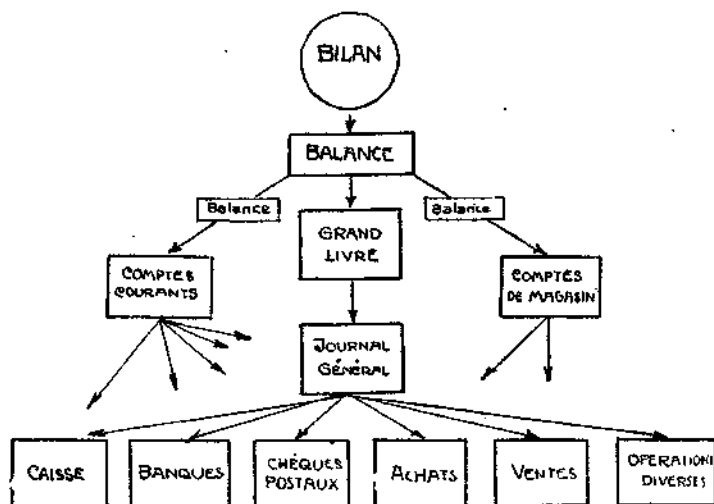 BILAN
BALANCE
Balance
Balance
GRAND
LIVRE
COMPTES
COURANTS
COMPTES
DE MAGASIN
JOURNAL
GÉNÉRAL
CAISSE
BANQUES
CHÈQUES
POSTAUX
ACHATS
VENTES
OPERATIONS
DIVERSES